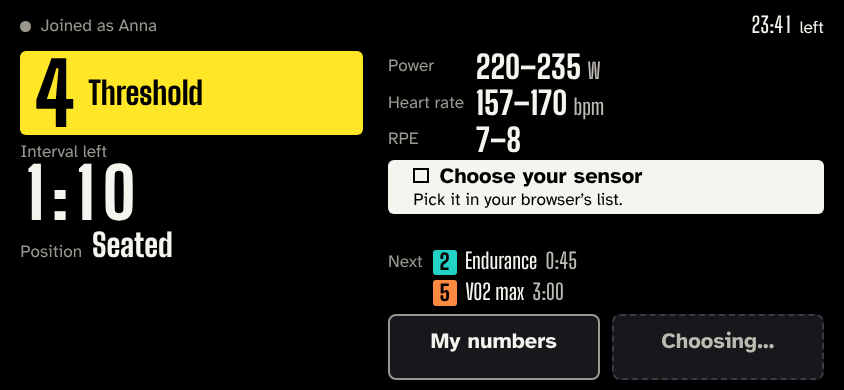 Joined as Anna
23:41 left
4 Threshold
Interval left
1:10
Position Seated
Power 220–235 W
Heart rate 157–170 bpm
RPE 7–8
Choose your sensor
Pick it in your browser’s list.
Next 2 Endurance 0:45
5 VO2 max 3:00
My numbers
Choosing…